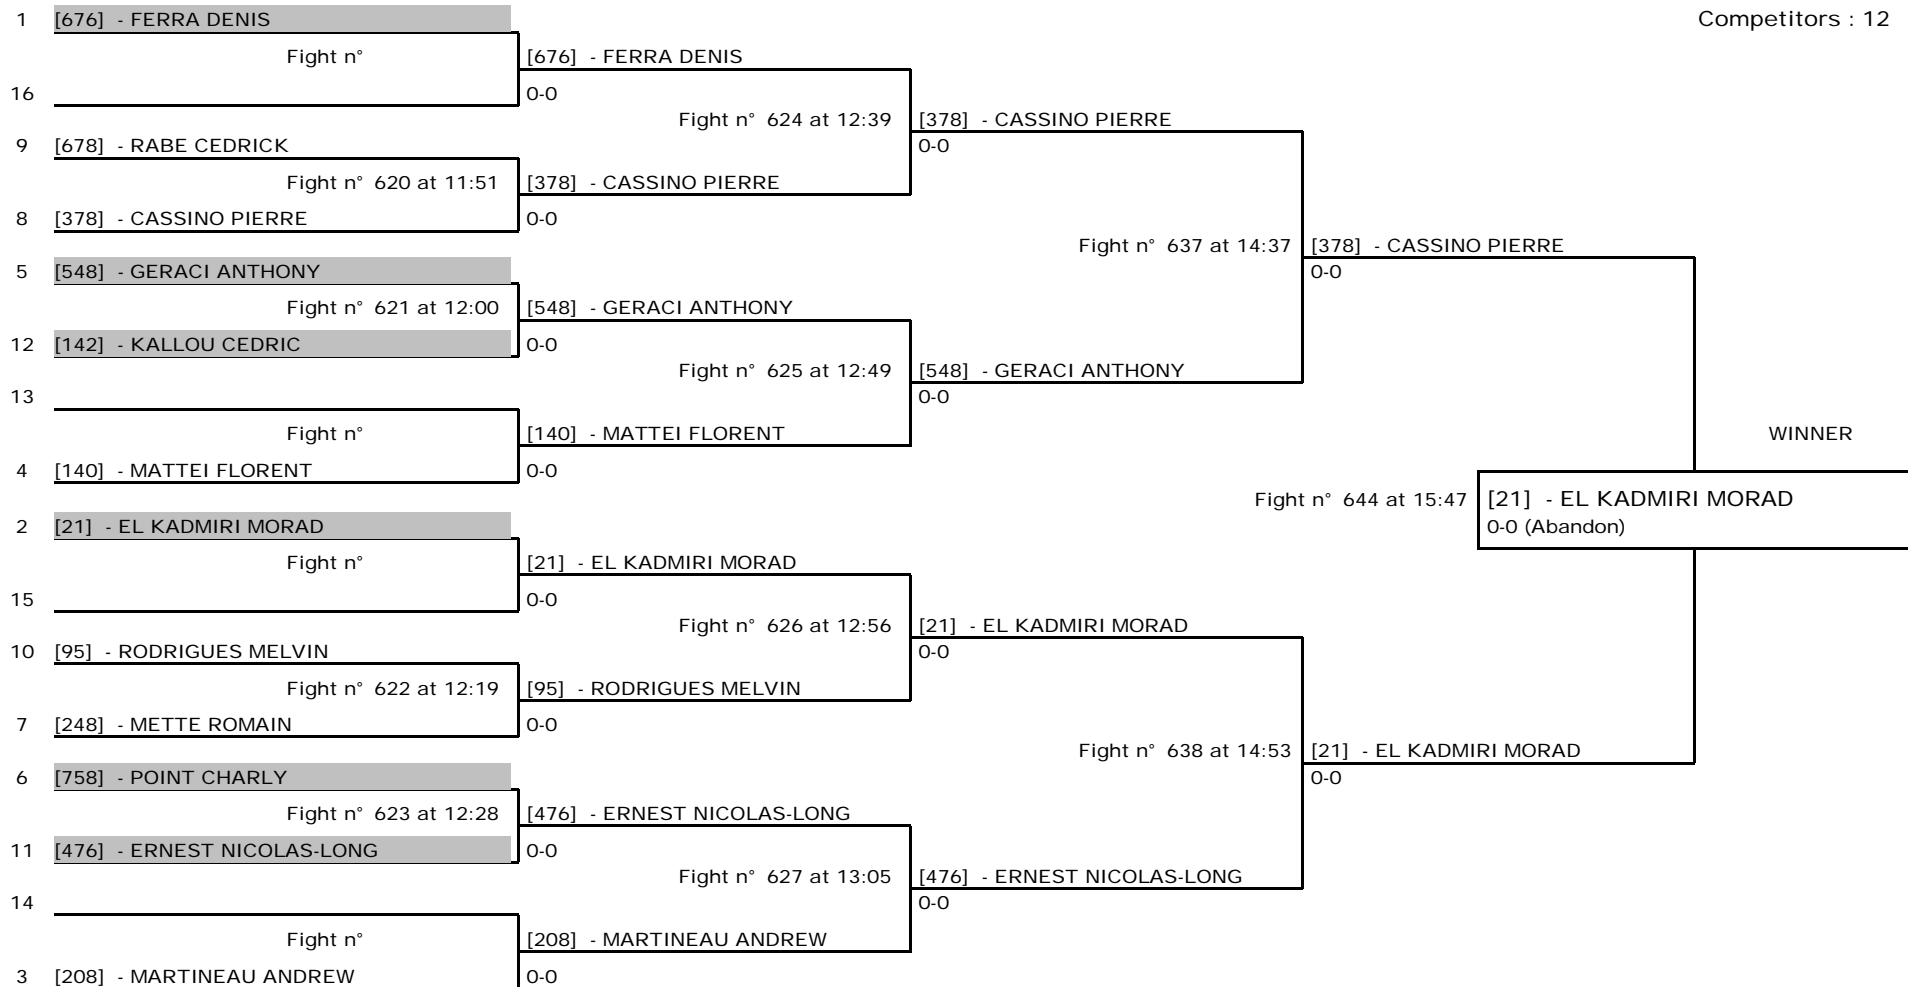 1 [676] - FERRA DENIS
Competitors : 12
Fight n°
[676] - FERRA DENIS
16
0-0
Fight n° 624 at 12:39
[378] - CASSINO PIERRE
9 [678] - RABE CEDRICK
0-0
Fight n° 620 at 11:51
[378] - CASSINO PIERRE
8 [378] - CASSINO PIERRE
0-0
Fight n° 637 at 14:37
[378] - CASSINO PIERRE
5 [548] - GERACI ANTHONY
0-0
Fight n° 621 at 12:00
[548] - GERACI ANTHONY
12 [142] - KALLOU CEDRIC
0-0
Fight n° 625 at 12:49
[548] - GERACI ANTHONY
13
0-0
Fight n°
[140] - MATTEI FLORENT
WINNER
4 [140] - MATTEI FLORENT
0-0
Fight n° 644 at 15:47
[21] - EL KADMIRI MORAD
2 [21] - EL KADMIRI MORAD
0-0 (Abandon)
Fight n°
[21] - EL KADMIRI MORAD
15
0-0
Fight n° 626 at 12:56
[21] - EL KADMIRI MORAD
10 [95] - RODRIGUES MELVIN
0-0
Fight n° 622 at 12:19
[95] - RODRIGUES MELVIN
7 [248] - METTE ROMAIN
0-0
Fight n° 638 at 14:53
[21] - EL KADMIRI MORAD
6 [758] - POINT CHARLY
0-0
Fight n° 623 at 12:28
[476] - ERNEST NICOLAS-LONG
11 [476] - ERNEST NICOLAS-LONG
0-0
Fight n° 627 at 13:05
[476] - ERNEST NICOLAS-LONG
14
0-0
Fight n°
[208] - MARTINEAU ANDREW
3 [208] - MARTINEAU ANDREW
0-0